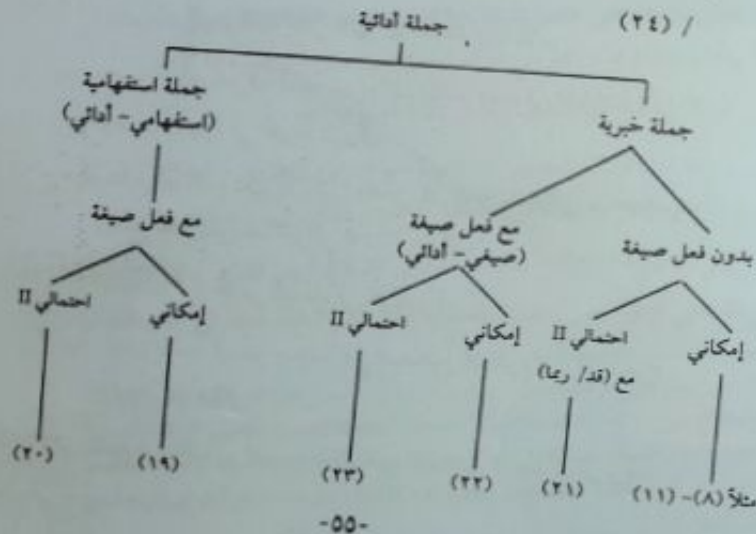 (٢٤) /
جملة أدائية
جملة خبرية
جملة استفهامية
(استفهامي- أدائي)
بدون فعل صيغة
مع فعل صيغة
(صيغي- أدائي)
مع فعل صيغة
إمكاني
احتمالي II
مع (قد/ ربما)
إمكاني
احتمالي II
إمكاني
احتمالي II
مثلاً (٨)- (١١)
(٢١)
(٢٢)
(٢٣)
(١٩)
(٢٠)
-٥٥-